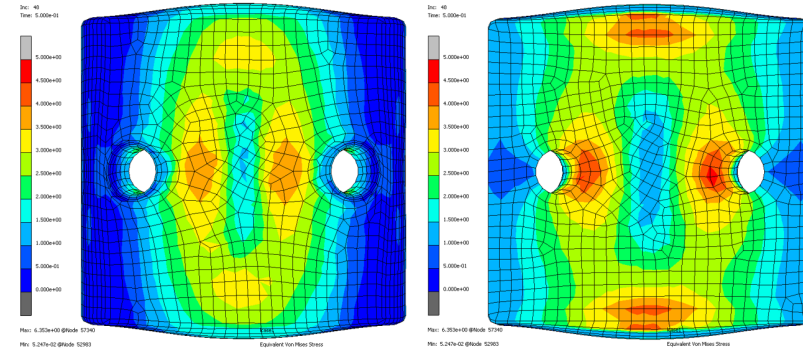 Inc: 48
Time: 5.000e-01
5.000e+00
4.500e+00
4.000e+00
3.500e+00
3.000e+00
2.500e+00
2.000e+00
1.500e+00
1.000e+00
5.000e-01
0.000e+00
Max: 6.353e+00 @Node 57340
Min: 5.247e-02 @Node 52983
Equivalent Von Mises Stress
Inc: 48
Time: 5.000e-01
5.000e+00
4.500e+00
4.000e+00
3.500e+00
3.000e+00
2.500e+00
2.000e+00
1.500e+00
1.000e+00
5.000e-01
0.000e+00
Max: 6.353e+00 @Node 57340
Min: 5.247e-02 @Node 52983
Equivalent Von Mises Stress